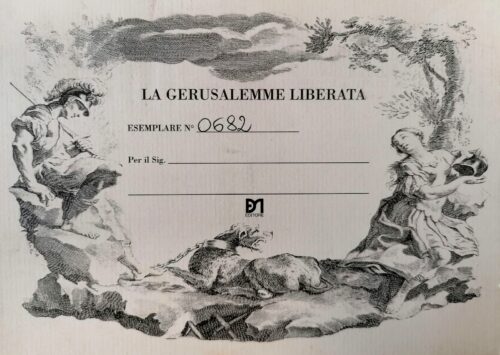 LA GERUSALEMME LIBERATA
ESEMPLARE N° 0682
Per il Sig.
EDITORE